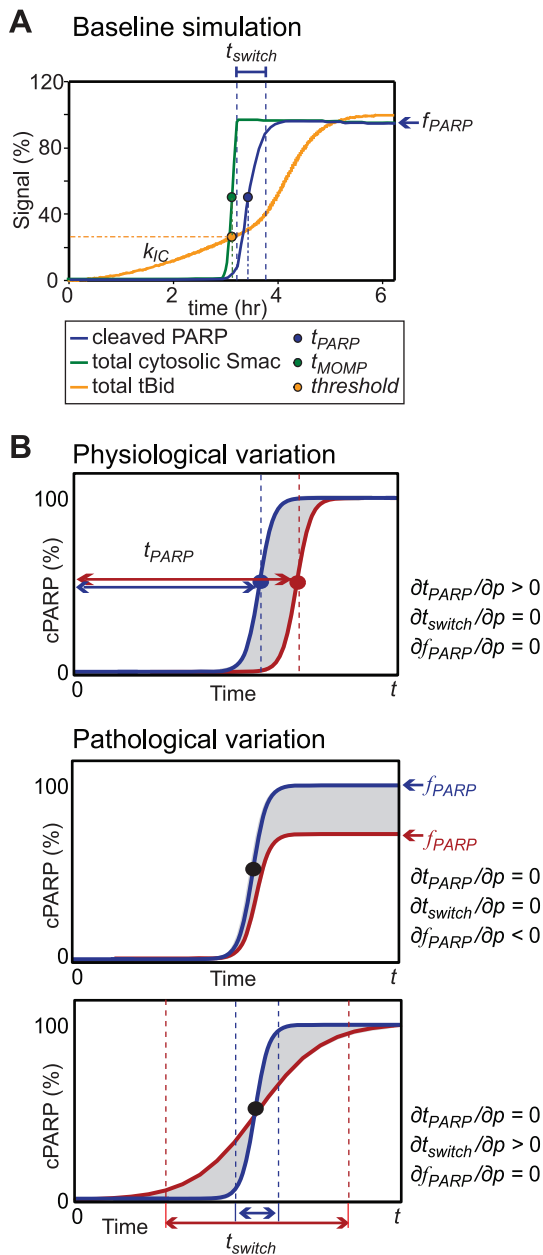 A
Baseline simulation
t_switch
120
80
40
0
Signal (%)
f_PARP
k_IC
0
2
4
6
time (hr)
cleaved PARP
t_PARP
total cytosolic Smac
t_MOMP
total tBid
threshold
B
Physiological variation
100
t_PARP
cPARP (%)
0
0
Time
t
∂t_PARP/∂p > 0
∂t_switch/∂p = 0
∂f_PARP/∂p = 0
Pathological variation
100
f_PARP
f_PARP
cPARP (%)
0
0
Time
t
∂t_PARP/∂p = 0
∂t_switch/∂p = 0
∂f_PARP/∂p < 0
100
cPARP (%)
0
0
Time
t
t_switch
∂t_PARP/∂p = 0
∂t_switch/∂p > 0
∂f_PARP/∂p = 0